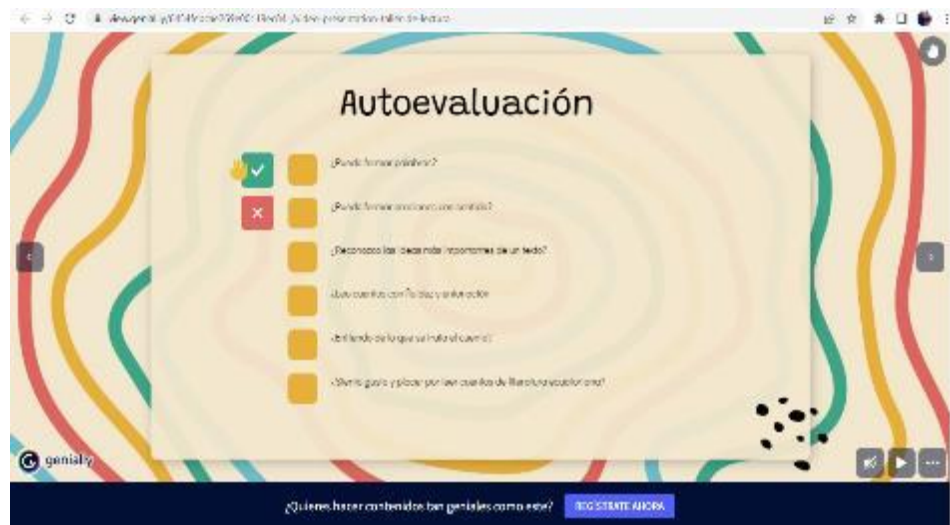 Autoevaluación
¿Puedo formar palabras?
¿Puedo formar oraciones con sentido?
¿Reconozco las ideas más importantes de un texto?
¿Leo cuentos con fluidez y entonación
¿Entiendo de lo que se trata el cuento?
¿Siento gusto y placer por leer cuentos de literatura ecuatoriana?
genially
¿Quieres hacer contenidos tan geniales como este?
REGÍSTRATE AHORA